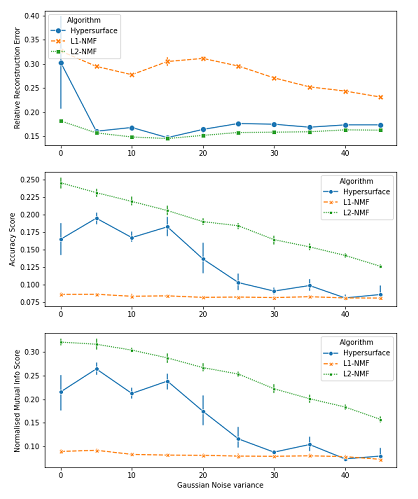 Relative Reconstruction Error
0.40
0.35
0.30
0.25
0.20
0.15
Algorithm
Hypersurface
L1-NMF
L2-NMF
0 10 20 30 40
Accuracy Score
0.250
0.225
0.200
0.175
0.150
0.125
0.100
0.075
Algorithm
Hypersurface
L1-NMF
L2-NMF
0 10 20 30 40
Normalised Mutual Info Score
0.30
0.25
0.20
0.15
0.10
Algorithm
Hypersurface
L1-NMF
L2-NMF
0 10 20 30 40
Gaussian Noise variance